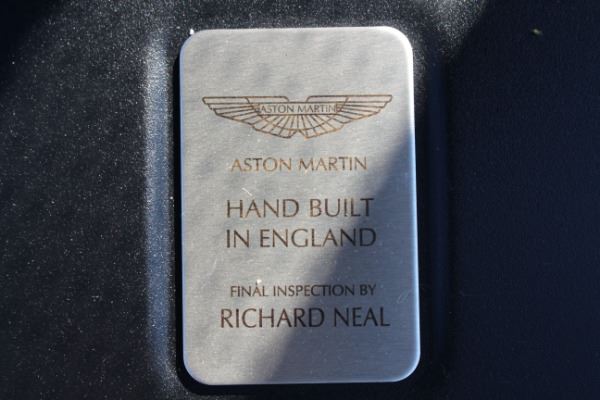 ASTON MARTIN
ASTON MARTIN
HAND BUILT
IN ENGLAND
FINAL INSPECTION BY
RICHARD NEAL